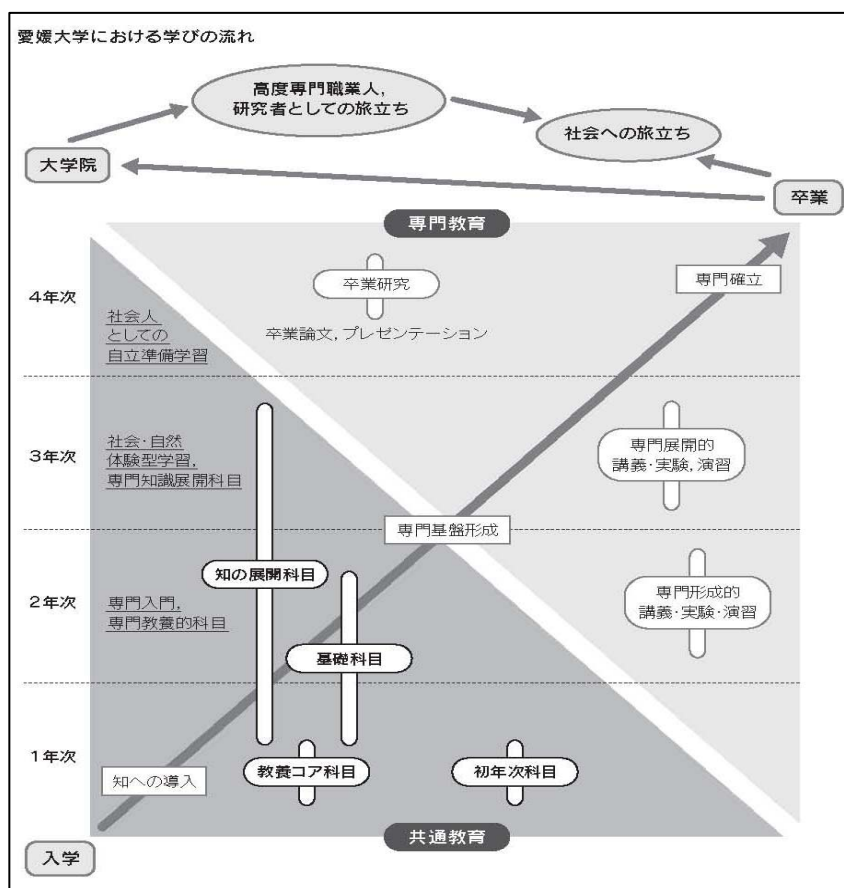 愛媛大学における学びの流れ
高度専門職業人,
研究者としての旅立ち
社会への旅立ち
大学院
卒業
専門教育
4年次
卒業研究
専門確立
社会人
としての
自立準備学習
卒業論文, プレゼンテーション
3年次
社会・自然
体験型学習,
専門知識展開科目
専門展開的
講義・実験, 演習
専門基盤形成
2年次
知の展開科目
専門入門,
専門教養的科目
専門形成的
講義・実験・演習
基礎科目
1年次
知への導入
教養コア科目
初年次科目
共通教育
入学